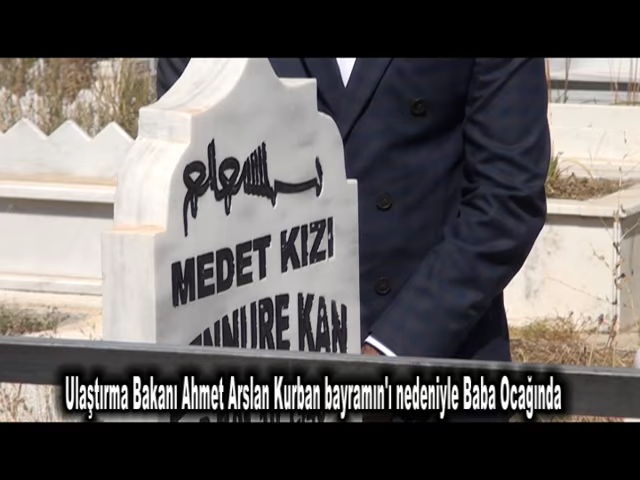 MEDET KIZI
KAN
Ulaştırma Bakanı Ahmet Arslan Kurban bayramın'ı nedeniyle Baba Ocağında